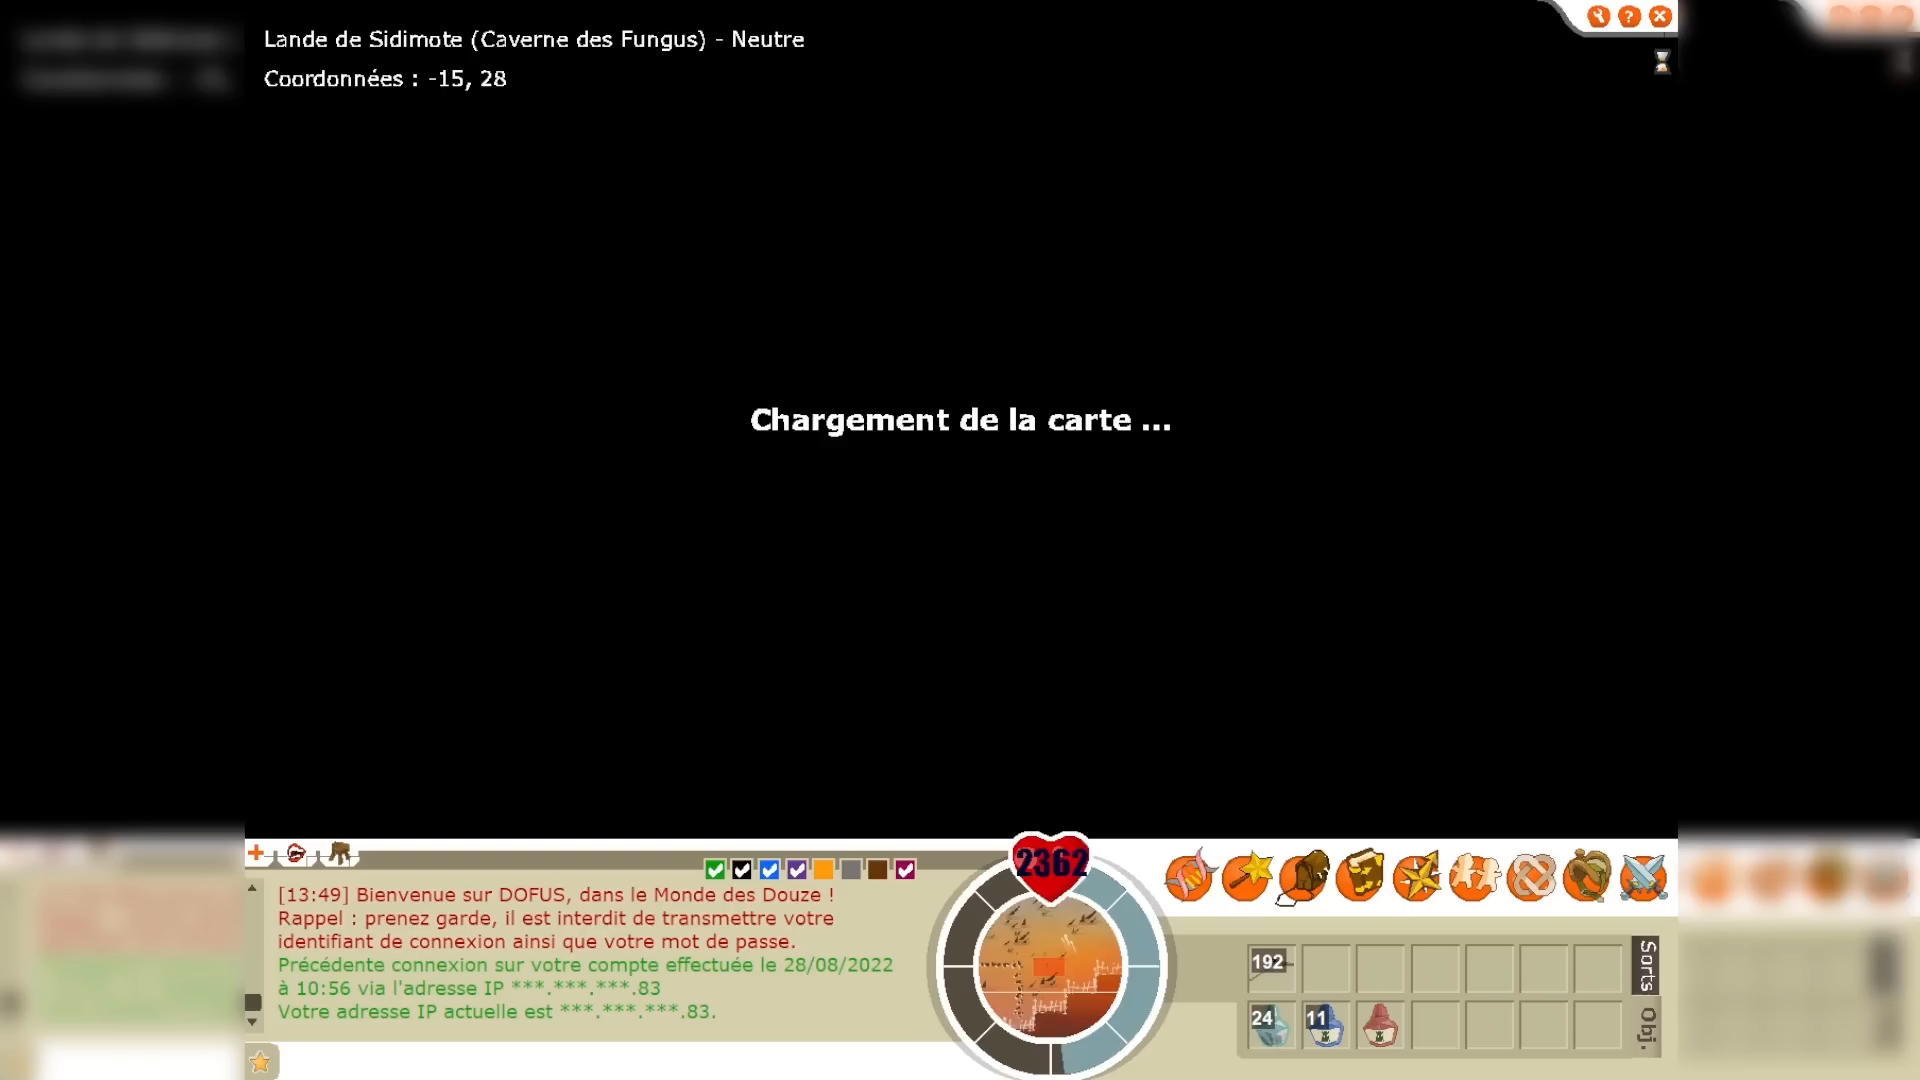 Lande de Sidimote (Caverne des Fungus) - Neutre
Coordonnées : -15, 28
Chargement de la carte ...
2362
[13:49] Bienvenue sur DOFUS, dans le Monde des Douze !
Rappel : prenez garde, il est interdit de transmettre votre
identifiant de connexion ainsi que votre mot de passe.
Précédente connexion sur votre compte effectuée le 28/08/2022
à 10:56 via l'adresse IP ***.***.***.83
Votre adresse IP actuelle est ***.***.***.83.
192
24
11
Sorts
Obj.